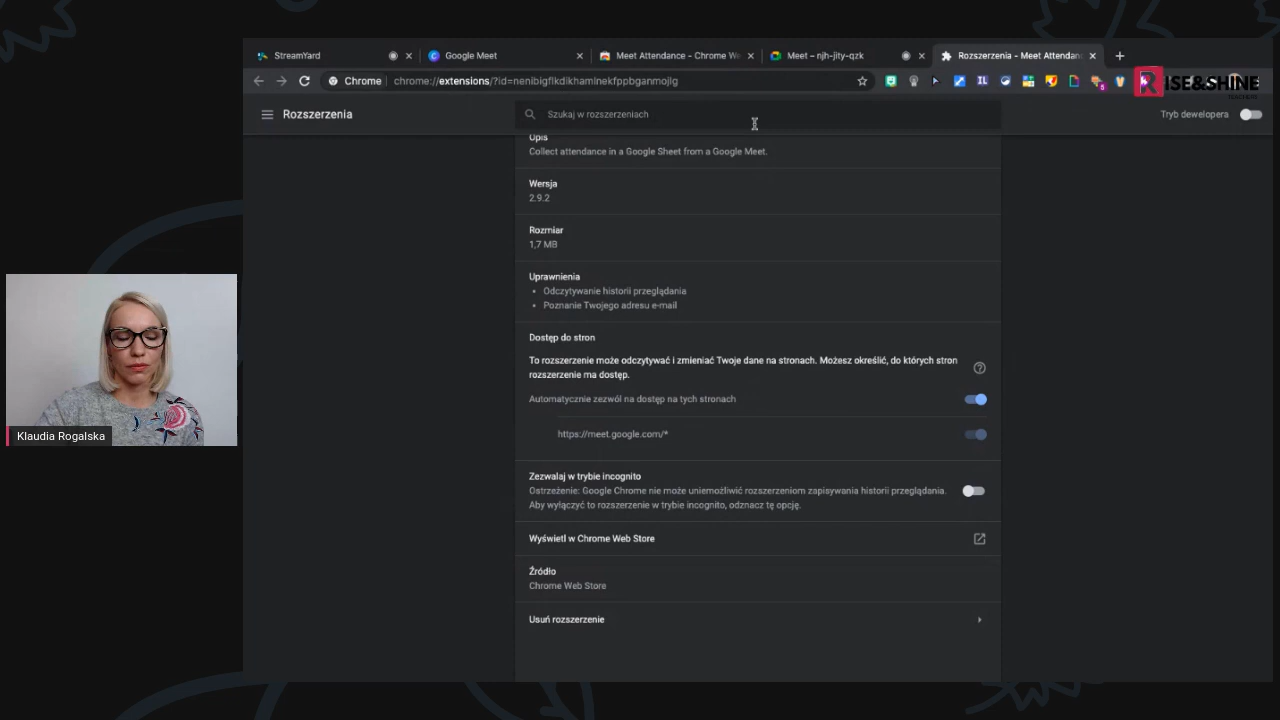 StreamYard
Google Meet
Meet Attendance - Chrome We
Meet – njh-jity-qzk
Rozszerzenia - Meet Attendan
Chrome
chrome://extensions/?id=nenibigflkdikhamlnekfppbganmojlg
RISE&SHINE
Rozszerzenia
Szukaj w rozszerzeniach
Tryb dewelopera
Opis
Collect attendance in a Google Sheet from a Google Meet.
Wersja
2.9.2
Rozmiar
1,7 MB
Uprawnienia
• Odczytywanie historii przeglądania
• Poznanie Twojego adresu e-mail
Dostęp do stron
To rozszerzenie może odczytywać i zmieniać Twoje dane na stronach. Możesz określić, do których stron
rozszerzenie ma dostęp.
Automatycznie zezwól na dostęp na tych stronach
https://meet.google.com/*
Zezwalaj w trybie incognito
Ostrzeżenie: Google Chrome nie może uniemożliwić rozszerzeniom zapisywania historii przeglądania.
Aby wyłączyć to rozszerzenie w trybie incognito, odznacz tę opcję.
Wyświetl w Chrome Web Store
Źródło
Chrome Web Store
Usuń rozszerzenie
Klaudia Rogalska